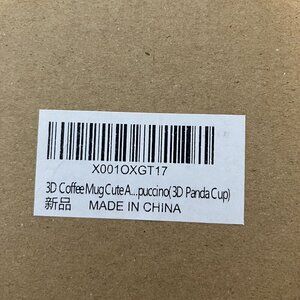 X001OXGT17
3D Coffee Mug Cute A...puccino(3D Panda Cup)
新品 MADE IN CHINA